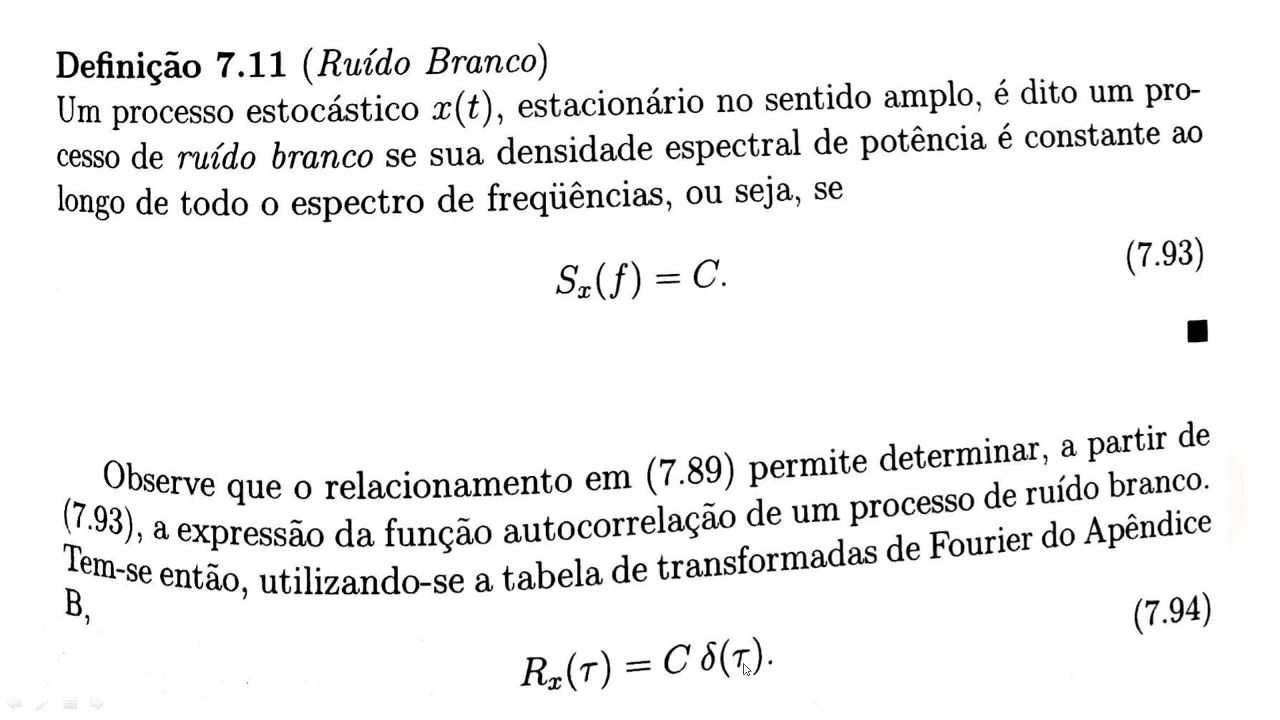 Definição 7.11 (Ruído Branco)
Um processo estocástico x(t), estacionário no sentido amplo, é dito um pro-
cesso de ruído branco se sua densidade espectral de potência é constante ao
longo de todo o espectro de freqüências, ou seja, se
S_x(f) = C. (7.93)
Observe que o relacionamento em (7.89) permite determinar, a partir de
(7.93), a expressão da função autocorrelação de um processo de ruído branco.
Tem-se então, utilizando-se a tabela de transformadas de Fourier do Apêndice
B,
R_x(τ) = C δ(τ). (7.94)